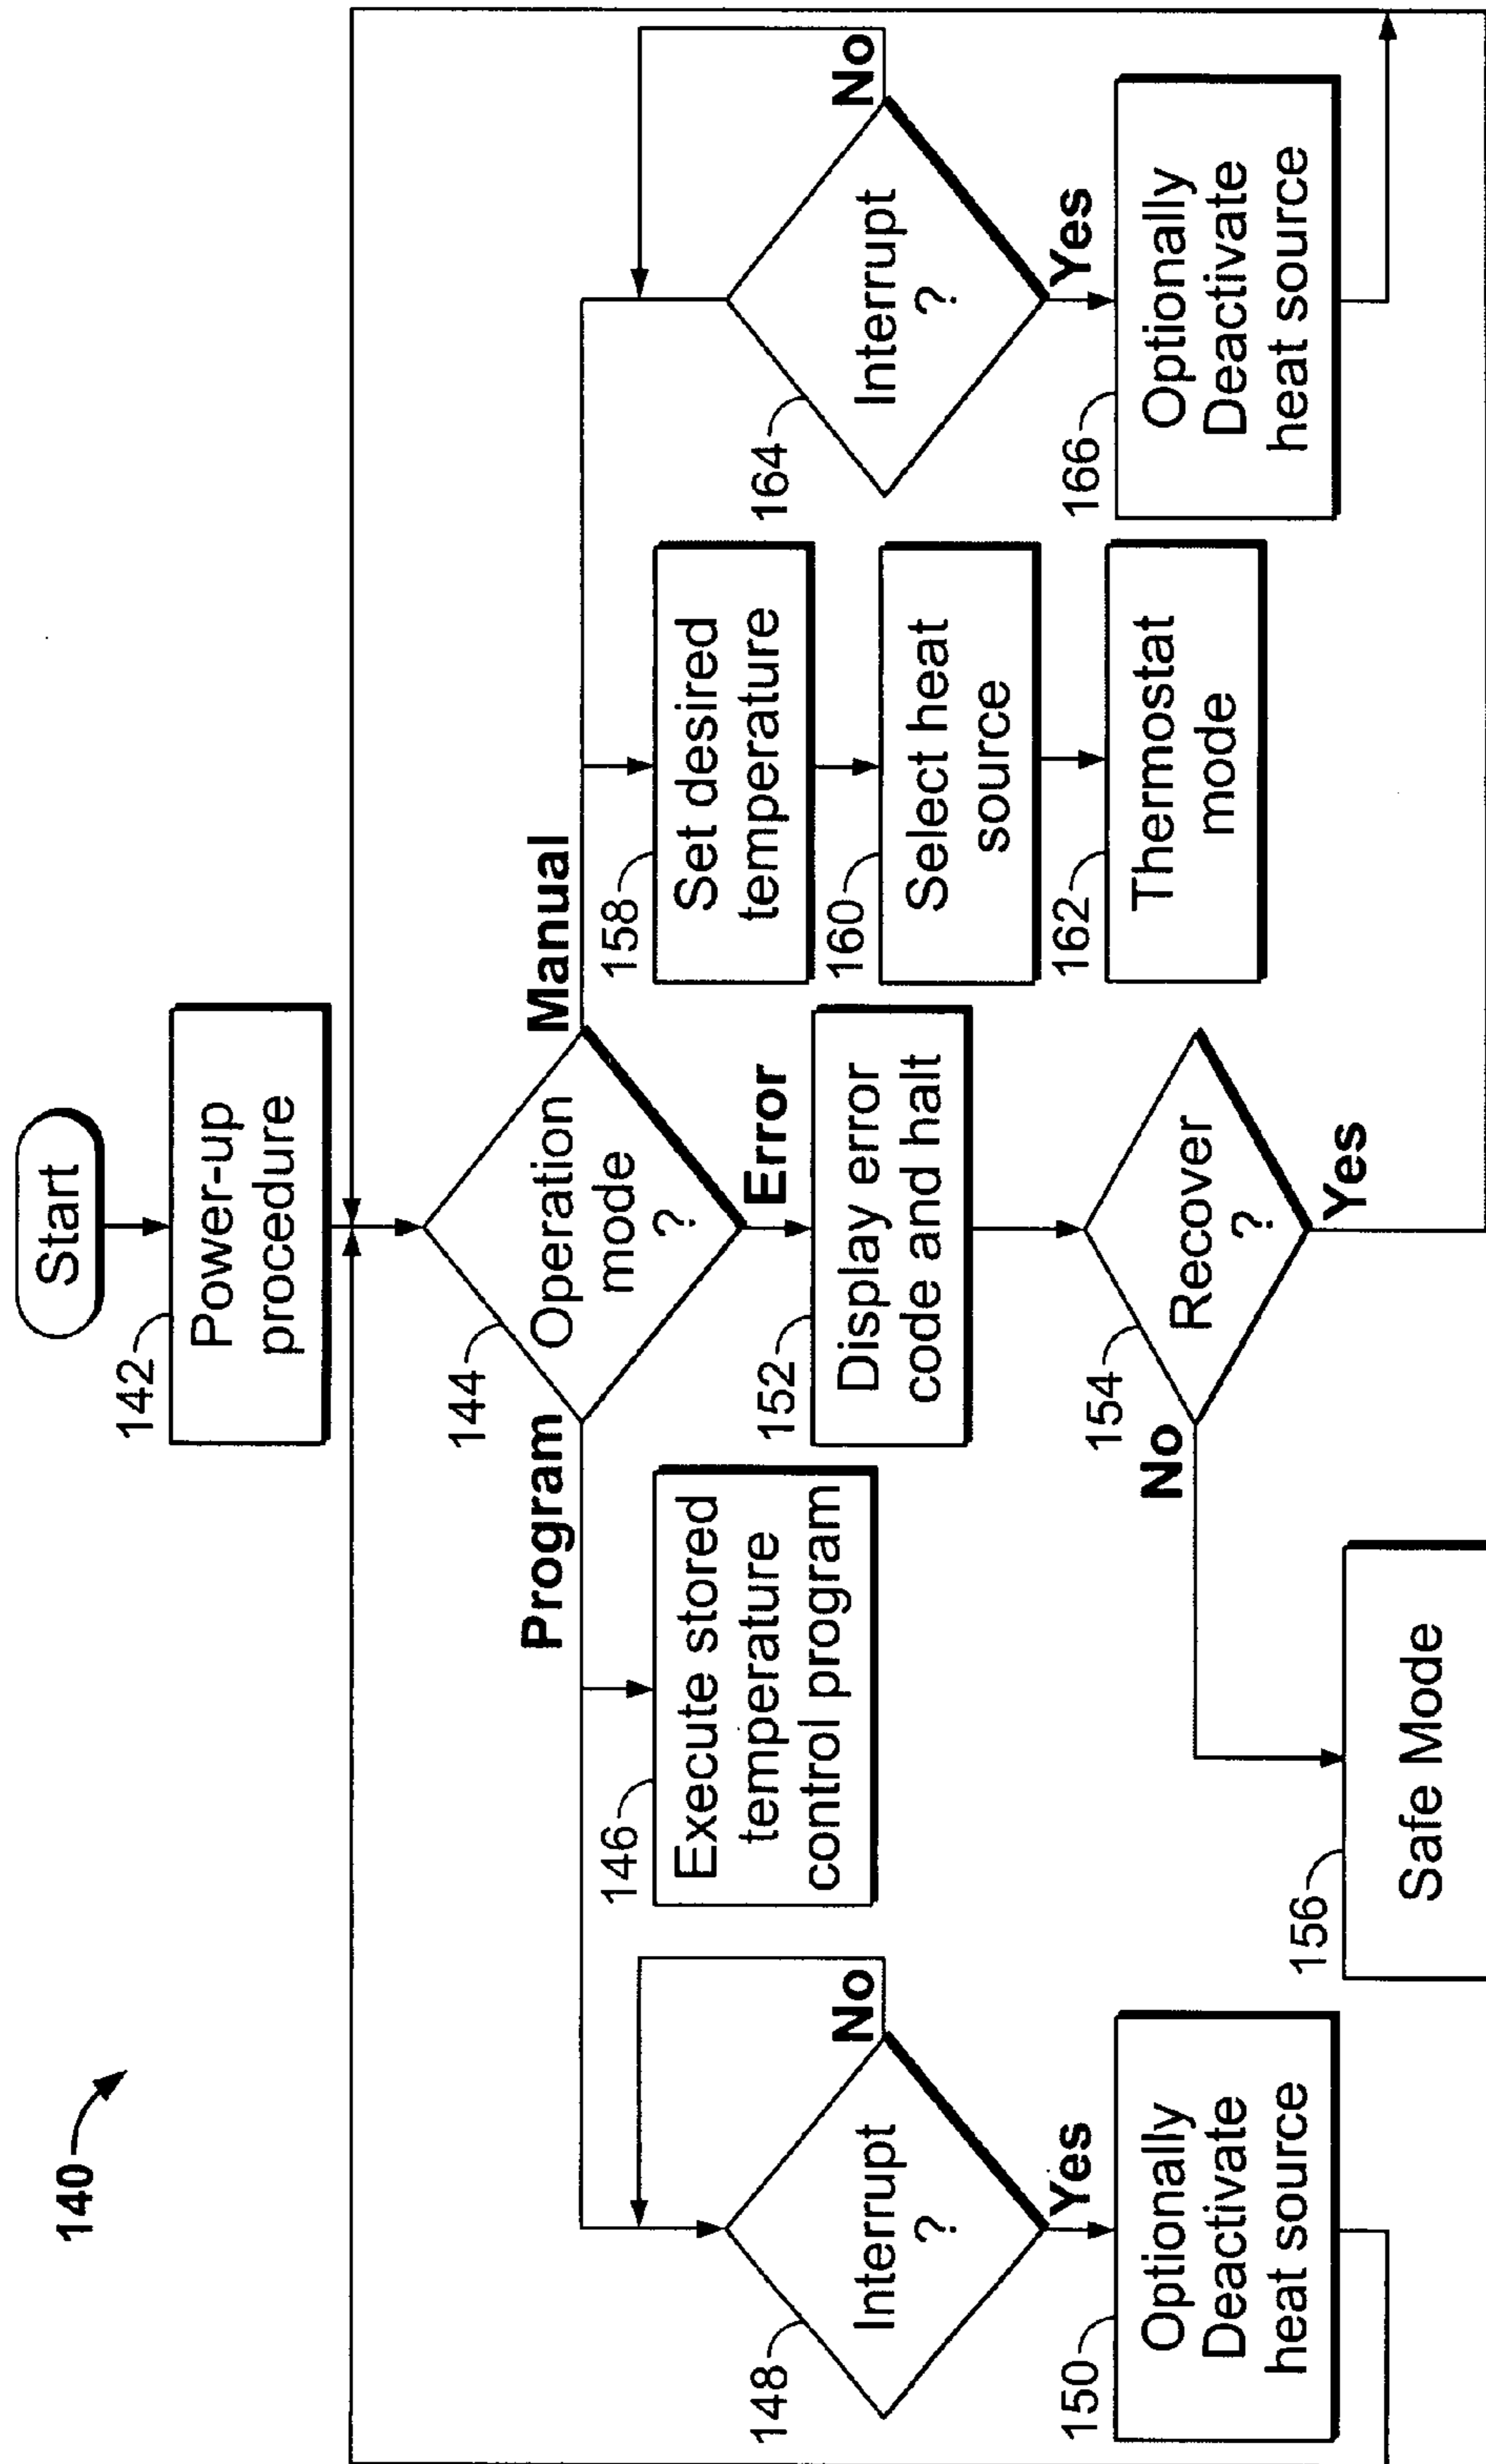 140
Start
142
Power-up
procedure
144
Operation
mode
?
Program
Manual
Error
146
Execute stored
temperature
control program
148
Interrupt
?
No
Yes
150
Optionally
Deactivate
heat source
152
Display error
code and halt
154
Recover
?
No
Yes
156
Safe Mode
158
Set desired
temperature
160
Select heat
source
162
Thermostat
mode
164
Interrupt
?
No
Yes
166
Optionally
Deactivate
heat source